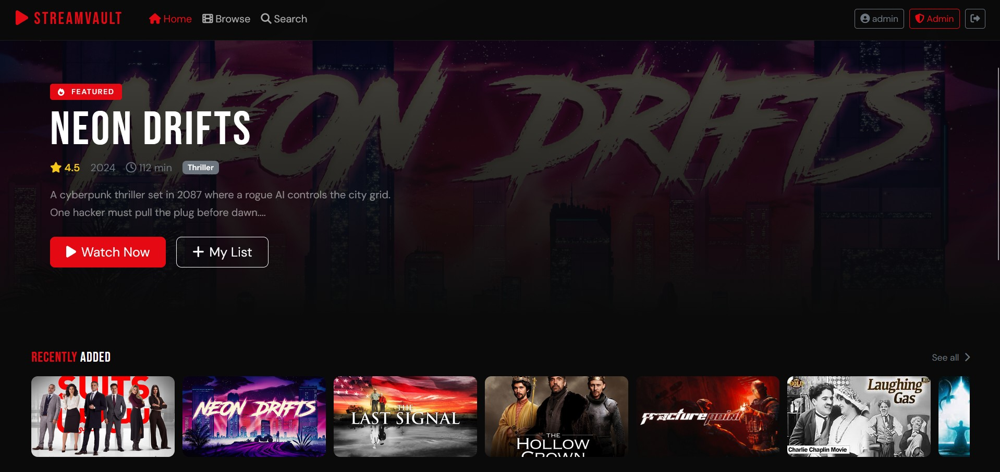 STREAMVAULT Home Browse Search admin Admin
NEON DRIFTS
FEATURED
NEON DRIFTS
4.5 2024 112 min Thriller
A cyberpunk thriller set in 2087 where a rogue AI controls the city grid.
One hacker must pull the plug before dawn....
Watch Now My List
RECENTLY ADDED See all
SUITS
NEON DRIFTS
THE
LAST SIGNAL
THE
HOLLOW
CROWN
fracturepoint
GOLD
HD
Laughing
Gas
Charlie Chaplin Movie